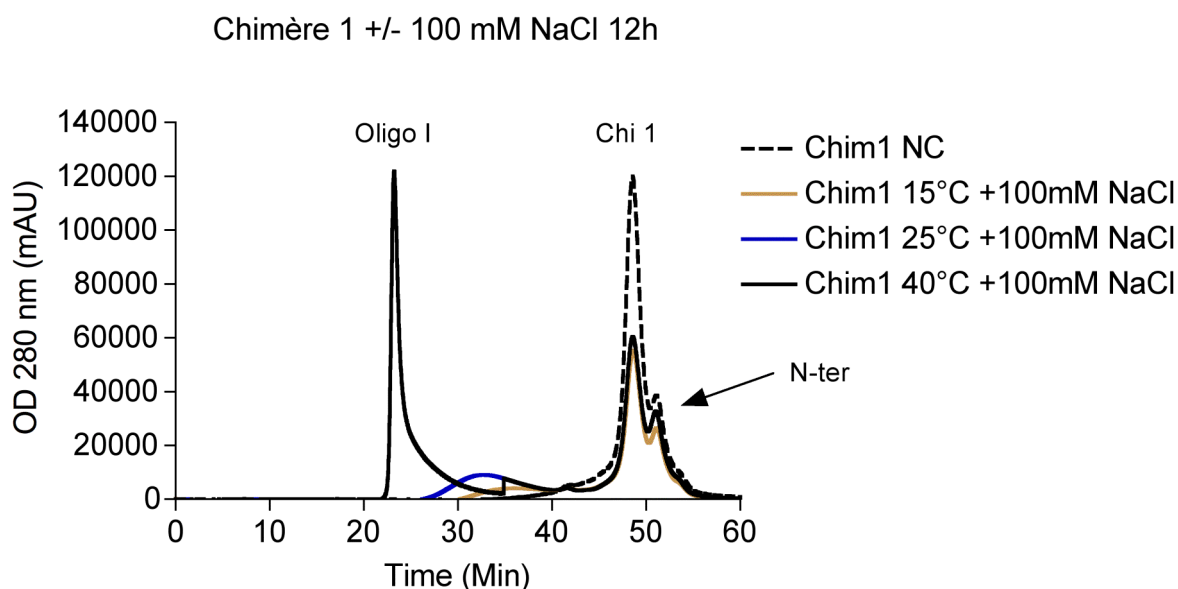 Chimère 1 +/- 100 mM NaCl 12h
OD 280 nm (mAU)
140000
120000
100000
80000
60000
40000
20000
0
Oligo I
Chi 1
N-ter
Chim1 NC
Chim1 15°C +100mM NaCl
Chim1 25°C +100mM NaCl
Chim1 40°C +100mM NaCl
0 10 20 30 40 50 60
Time (Min)